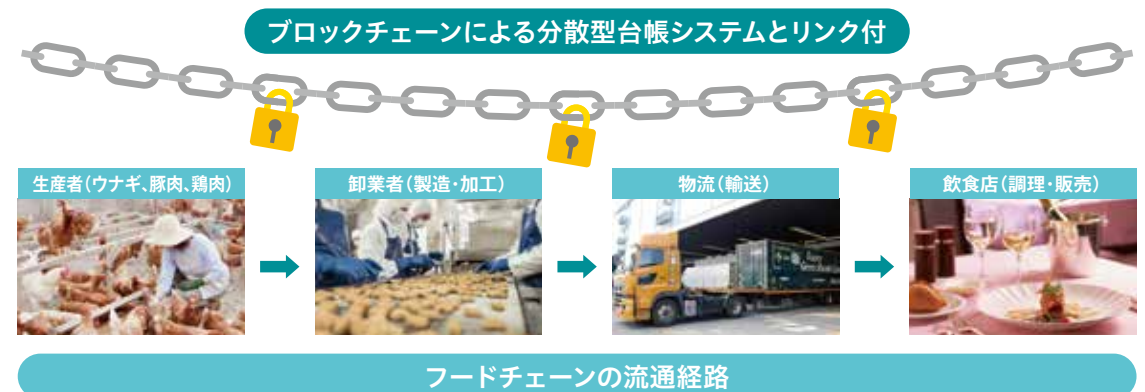 ブロックチェーンによる分散型台帳システムとリンク付
生産者(ウナギ、豚肉、鶏肉)
卸業者(製造・加工)
物流(輸送)
飲食店(調理・販売)
フードチェーンの流通経路